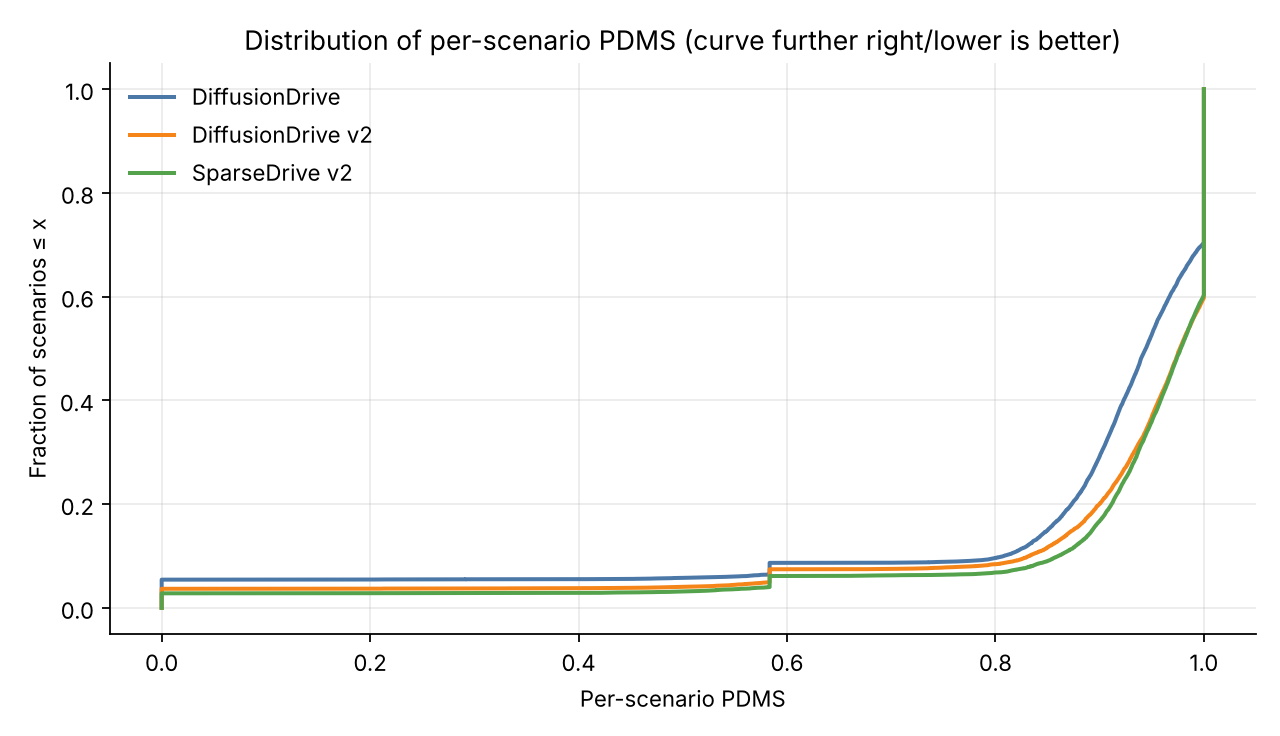 Distribution of per-scenario PDMS (curve further right/lower is better)
DiffusionDrive
DiffusionDrive v2
SparseDrive v2
Fraction of scenarios ≤ x
1.0
0.8
0.6
0.4
0.2
0.0
0.0 0.2 0.4 0.6 0.8 1.0
Per-scenario PDMS